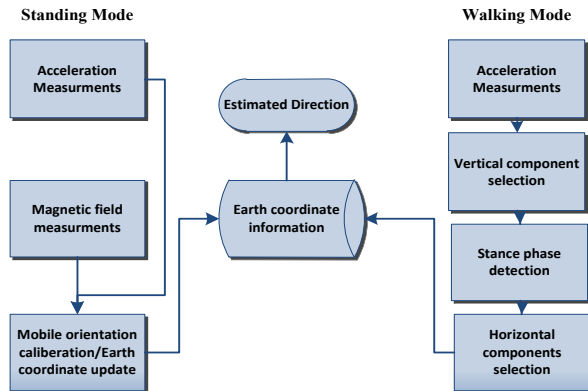 Standing Mode
Walking Mode
Acceleration
Measurments
Magnetic field
measurments
Mobile orientation
caliberation/Earth
coordinate update
Estimated Direction
Earth coordinate
information
Acceleration
Measurments
Vertical component
selection
Stance phase
detection
Horizontal
components
selection